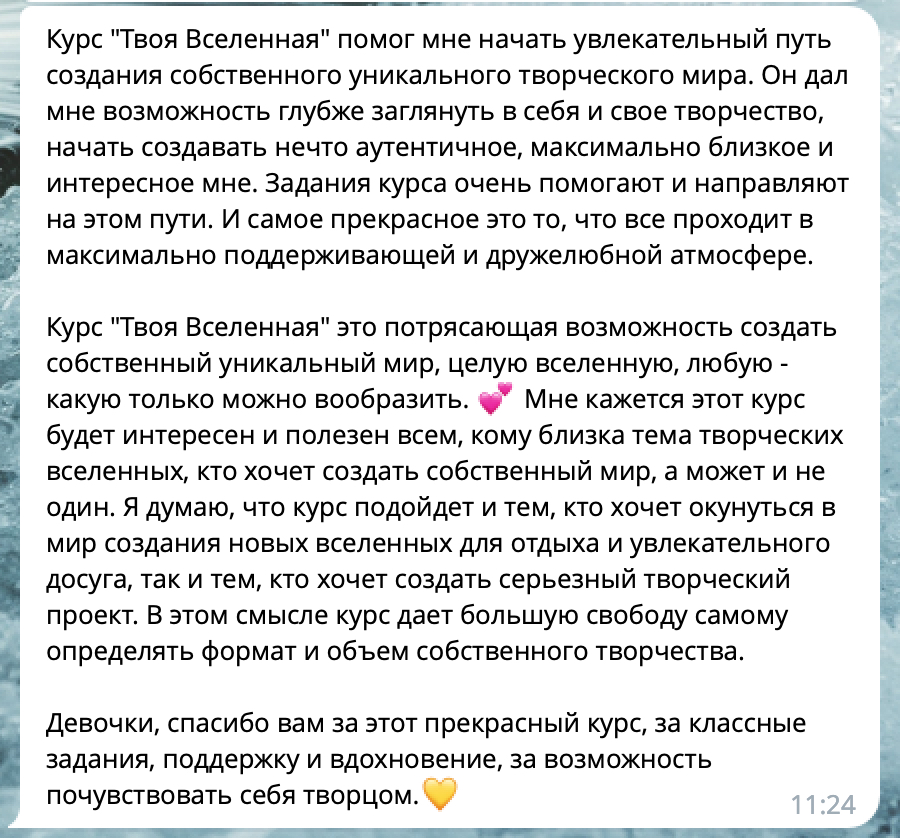 Курс "Твоя Вселенная" помог мне начать увлекательный путь
создания собственного уникального творческого мира. Он дал
мне возможность глубже заглянуть в себя и свое творчество,
начать создавать нечто аутентичное, максимально близкое и
интересное мне. Задания курса очень помогают и направляют
на этом пути. И самое прекрасное это то, что все проходит в
максимально поддерживающей и дружелюбной атмосфере.

Курс "Твоя Вселенная" это потрясающая возможность создать
собственный уникальный мир, целую вселенную, любую -
какую только можно вообразить. 💕 Мне кажется этот курс
будет интересен и полезен всем, кому близка тема творческих
вселенных, кто хочет создать собственный мир, а может и не
один. Я думаю, что курс подойдет и тем, кто хочет окунуться в
мир создания новых вселенных для отдыха и увлекательного
досуга, так и тем, кто хочет создать серьезный творческий
проект. В этом смысле курс дает большую свободу самому
определять формат и объем собственного творчества.

Девочки, спасибо вам за этот прекрасный курс, за классные
задания, поддержку и вдохновение, за возможность
почувствовать себя творцом.💛
11:24